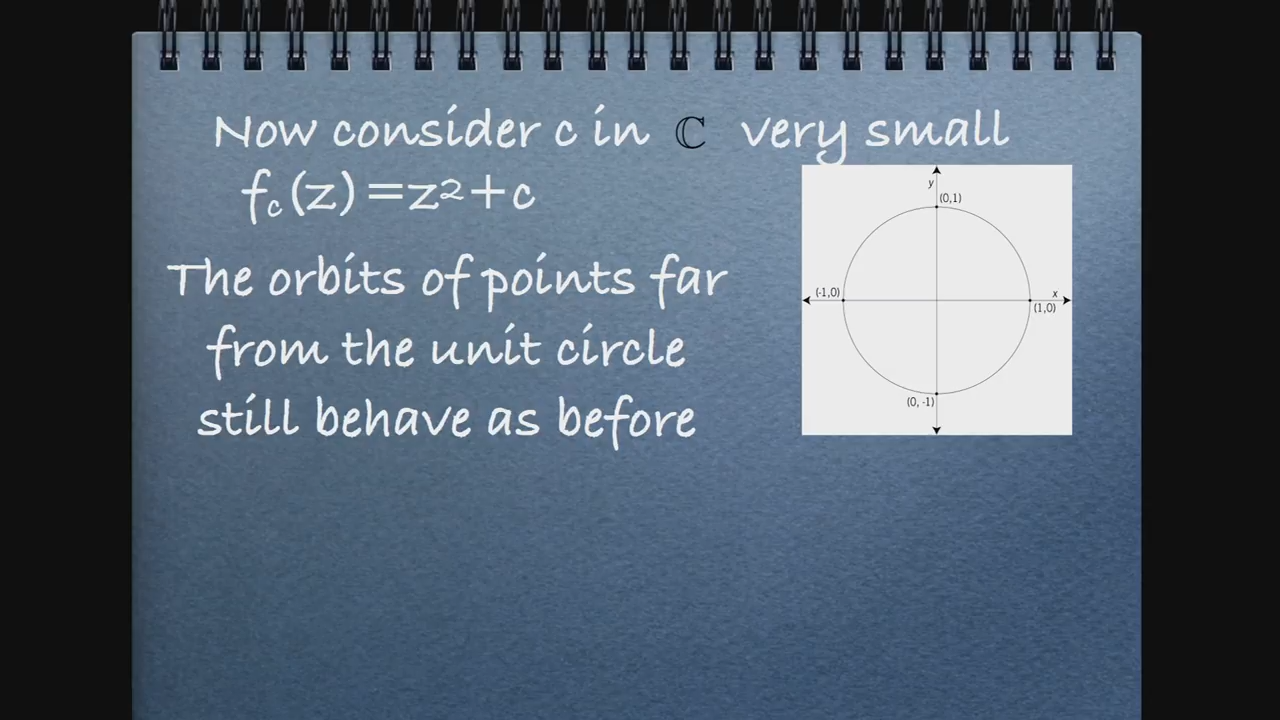 Now consider c in ℂ very small
f_c(z)=z²+c
The orbits of points far
from the unit circle
still behave as before
y
(0,1)
(-1,0)
x
(1,0)
(0, -1)